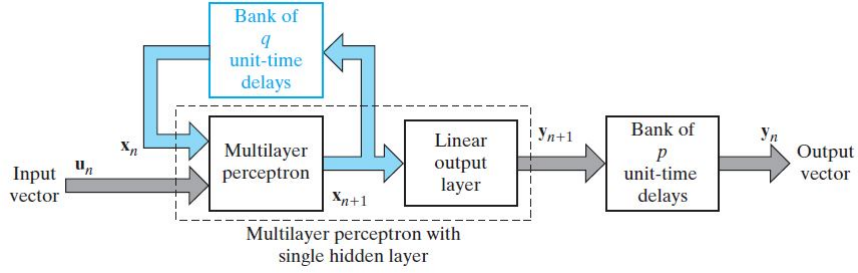 Bank of
q
unit-time
delays
x_n
Input
vector
u_n
Multilayer
perceptron
x_{n+1}
Linear
output
layer
y_{n+1}
Bank of
p
unit-time
delays
y_n
Output
vector
Multilayer perceptron with
single hidden layer